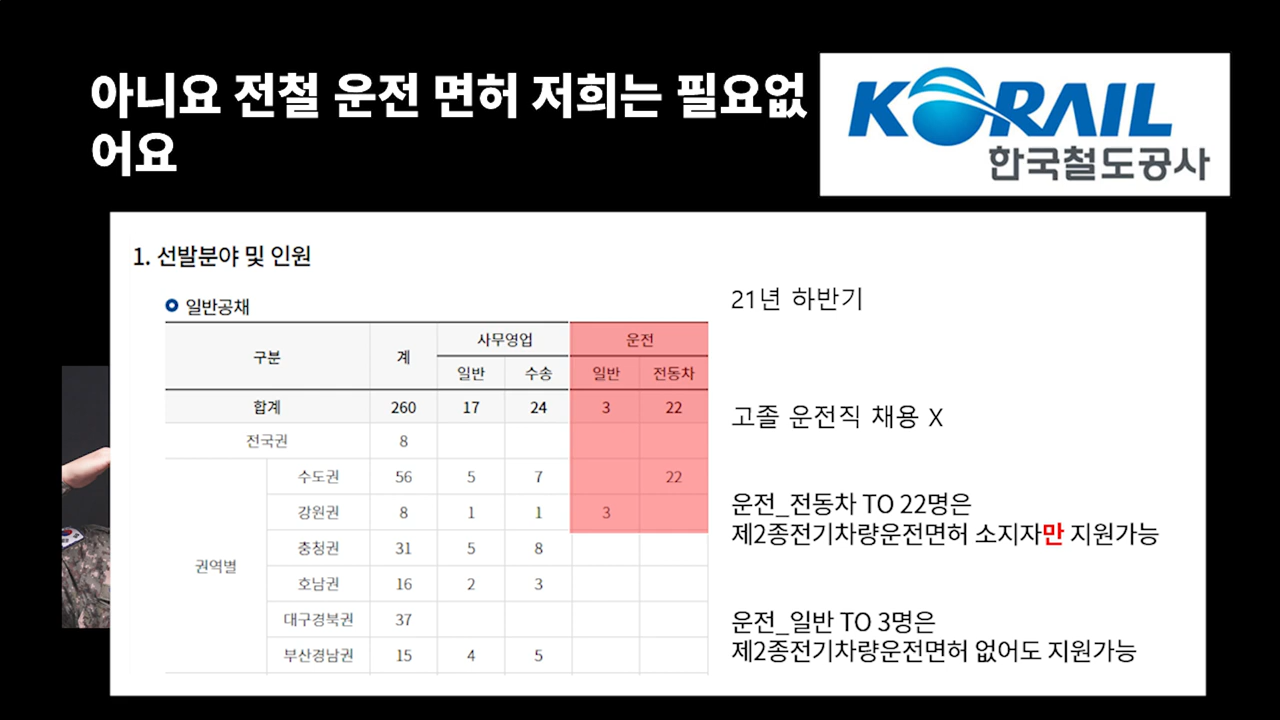 아니요 전철 운전 면허 저희는 필요없
어요
KORAIL
한국철도공사
1. 선발분야 및 인원
일반공채
구분 계 사무영업 운전
일반 수송 일반 전동차
합계 260 17 24 3 22
전국권 8
권역별
수도권 56 5 7 22
강원권 8 1 1 3
충청권 31 5 8
호남권 16 2 3
대구경북권 37
부산경남권 15 4 5
21년 하반기
고졸 운전직 채용 X
운전_전동차 TO 22명은
제2종전기차량운전면허 소지자만 지원가능
운전_일반 TO 3명은
제2종전기차량운전면허 없어도 지원가능